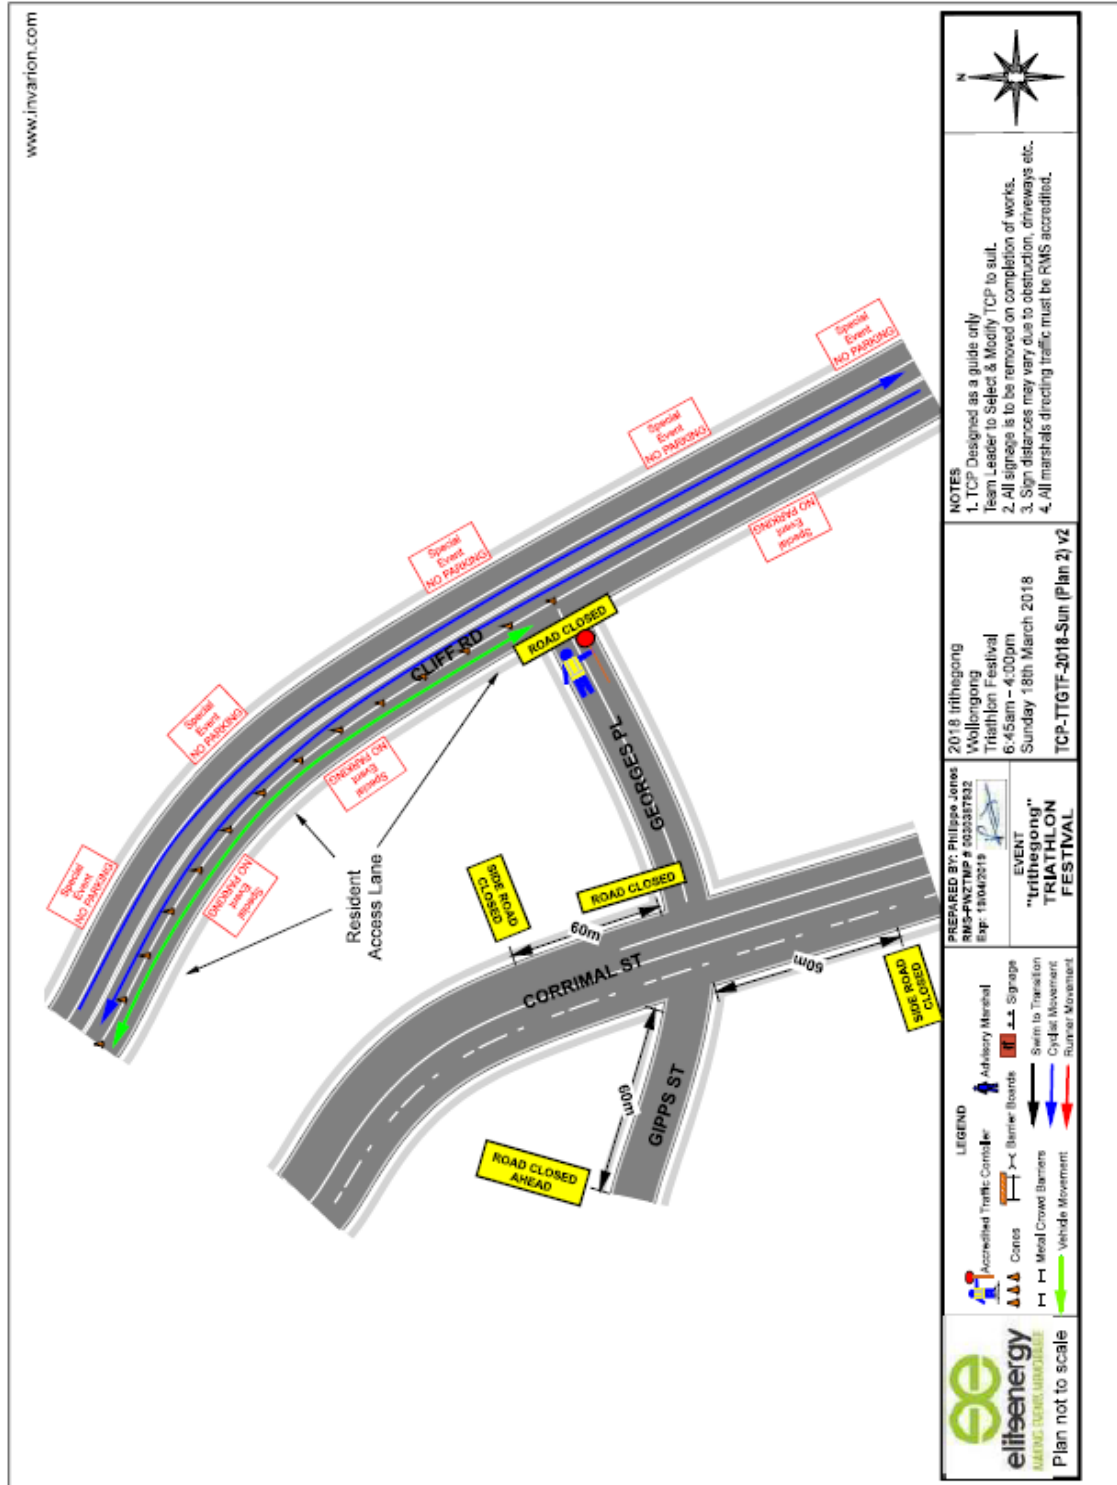 www.invarion.com
Special
Event
NO PARKING
Special
Event
NO PARKING
Special
Event
NO PARKING
Special
Event
NO PARKING
Special
Event
NO PARKING
Special
Event
NO PARKING
Special
Event
NO PARKING
Special
Event
NO PARKING
CLIFF RD
ROAD CLOSED
GEORGES PL
Resident
Access Lane
SIDE ROAD
CLOSED
ROAD CLOSED
60m
CORRIMAL ST
60m
SIDE ROAD
CLOSED
60m
GIPPS ST
ROAD CLOSED
AHEAD
eliteenergy
MAKING EVENTS MEMORABLE
Plan not to scale
LEGEND
Accredited Traffic Contoller
Advisory Marshal
Cones
Barrier Boards
Signage
Metal Crowd Barriers
Swim to Transition
Cyclist Movement
Vehicle Movement
Runner Movement
PREPARED BY: Philippe Jones
RMS-PWZTMP #
Exp: 19/04/2019
EVENT
"trithegong"
TRIATHLON
FESTIVAL
2018 trithegong
Wollongong
Triathlon Festival
6:45am – 4:00pm
Sunday 18th March 2018
TCP-TTGTF-2018-Sun (Plan 2) v2
NOTES
1. TCP Designed as a guide only
Team Leader to Select & Modify TCP to suit.
2. All signage is to be removed on completion of works.
3. Sign distances may vary due to obstruction, driveways etc.
4. All marshals directing traffic must be RMS accredited.
N